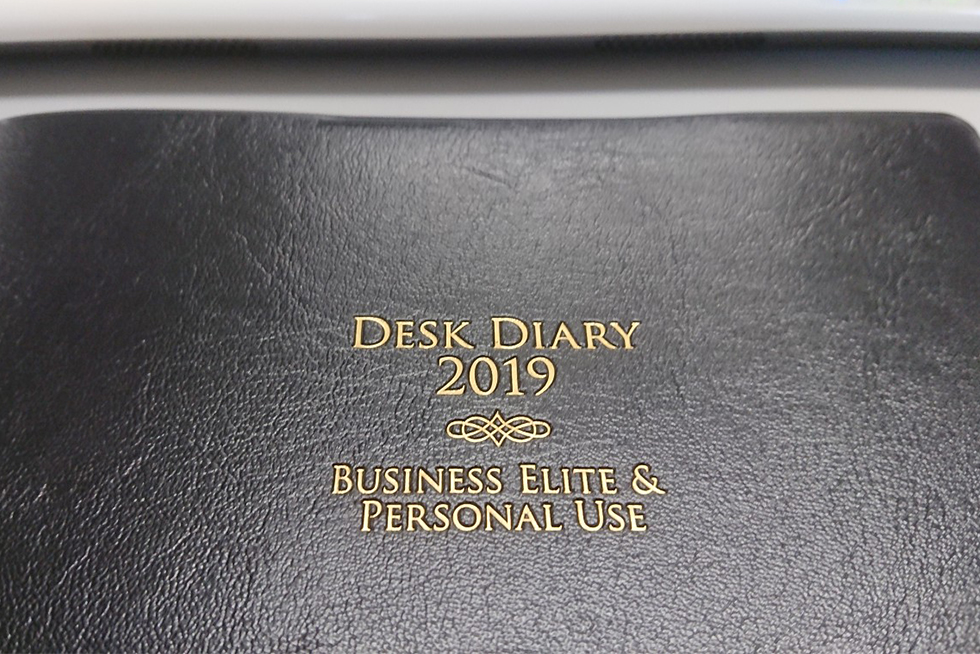 Desk Diary
2019
Business Elite &
Personal Use